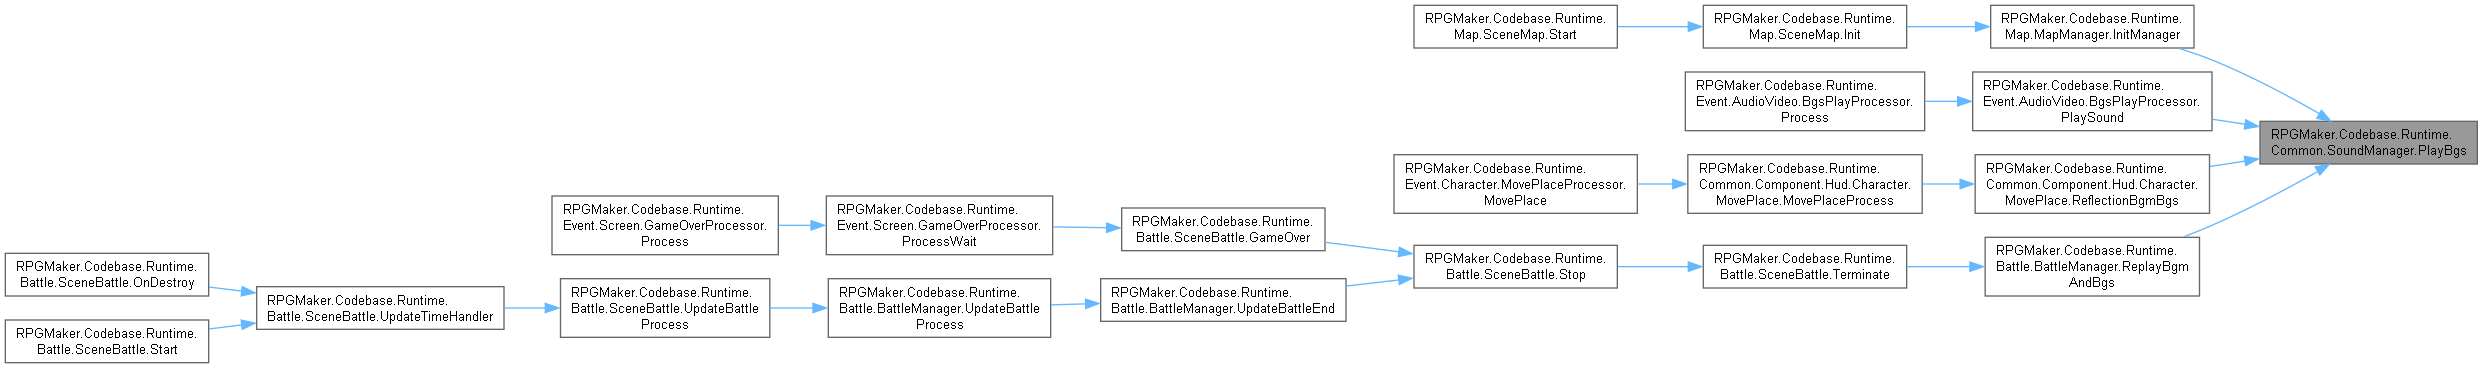 RPGMaker.Codebase.Runtime.
Map.SceneMap.Start
RPGMaker.Codebase.Runtime.
Map.SceneMap.Init
RPGMaker.Codebase.Runtime.
Map.MapManager.InitManager
RPGMaker.Codebase.Runtime.
Event.AudioVideo.BgsPlayProcessor.
Process
RPGMaker.Codebase.Runtime.
Event.AudioVideo.BgsPlayProcessor.
PlaySound
RPGMaker.Codebase.Runtime.
Common.SoundManager.PlayBgs
RPGMaker.Codebase.Runtime.
Event.Character.MovePlaceProcessor.
MovePlace
RPGMaker.Codebase.Runtime.
Common.Component.Hud.Character.
MovePlace.MovePlaceProcess
RPGMaker.Codebase.Runtime.
Common.Component.Hud.Character.
MovePlace.ReflectionBgmBgs
RPGMaker.Codebase.Runtime.
Event.Screen.GameOverProcessor.
Process
RPGMaker.Codebase.Runtime.
Event.Screen.GameOverProcessor.
ProcessWait
RPGMaker.Codebase.Runtime.
Battle.SceneBattle.GameOver
RPGMaker.Codebase.Runtime.
Battle.SceneBattle.Stop
RPGMaker.Codebase.Runtime.
Battle.SceneBattle.Terminate
RPGMaker.Codebase.Runtime.
Battle.BattleManager.ReplayBgm
AndBgs
RPGMaker.Codebase.Runtime.
Battle.SceneBattle.OnDestroy
RPGMaker.Codebase.Runtime.
Battle.SceneBattle.UpdateTimeHandler
RPGMaker.Codebase.Runtime.
Battle.SceneBattle.UpdateBattle
Process
RPGMaker.Codebase.Runtime.
Battle.BattleManager.UpdateBattle
Process
RPGMaker.Codebase.Runtime.
Battle.BattleManager.UpdateBattleEnd
RPGMaker.Codebase.Runtime.
Battle.SceneBattle.Start